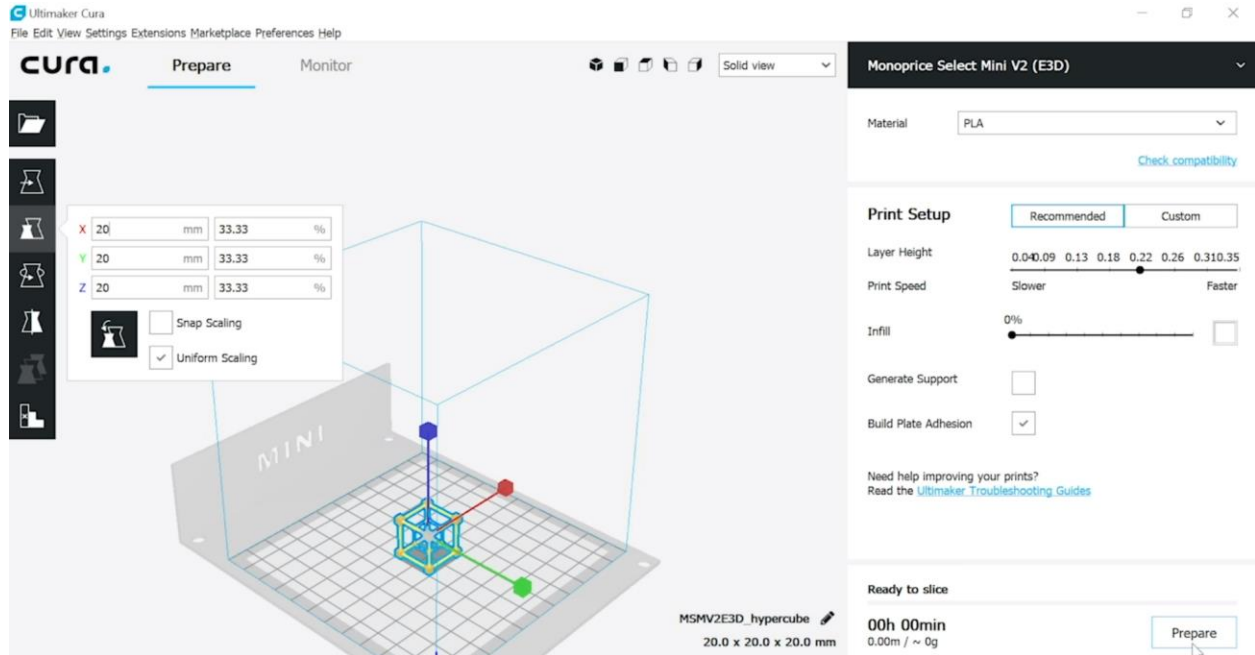 Ultimaker Cura
File Edit View Settings Extensions Marketplace Preferences Help
cura.
Prepare
Monitor
Solid view
Monoprice Select Mini V2 (E3D)
Material
PLA
Check compatibility
X 20 mm 33.33 %
Y 20 mm 33.33 %
Z 20 mm 33.33 %
Snap Scaling
Uniform Scaling
MINI
Print Setup
Recommended
Custom
Layer Height
0.04 0.09 0.13 0.18 0.22 0.26 0.31 0.35
Print Speed
Slower
Faster
Infill
0%
Generate Support
Build Plate Adhesion
Need help improving your prints?
Read the Ultimaker Troubleshooting Guides
MSMV2E3D_hypercube
20.0 x 20.0 x 20.0 mm
Ready to slice
00h 00min
0.00m / ~ 0g
Prepare